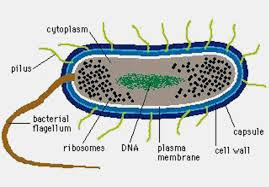 cytoplasm
pilus
bacterial
flagellum
ribosomes
DNA
plasma
membrane
cell wall
capsule